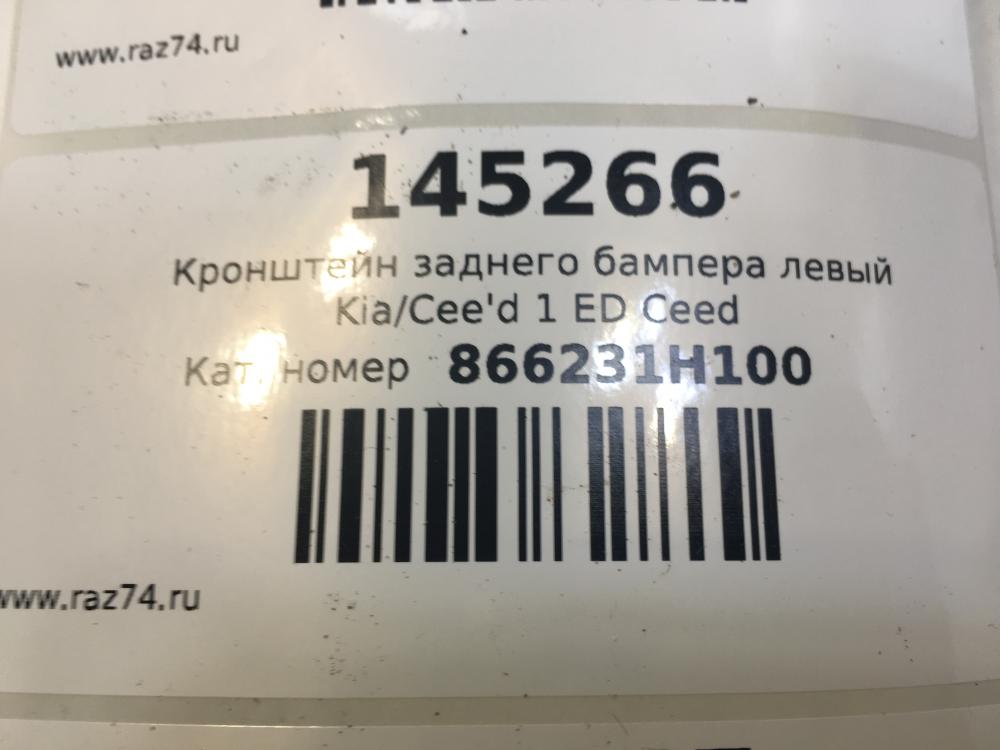 www.raz74.ru
145266
Кронштейн заднего бампера левый
Kia/Cee'd 1 ED Ceed
Кат. номер 866231H100
www.raz74.ru